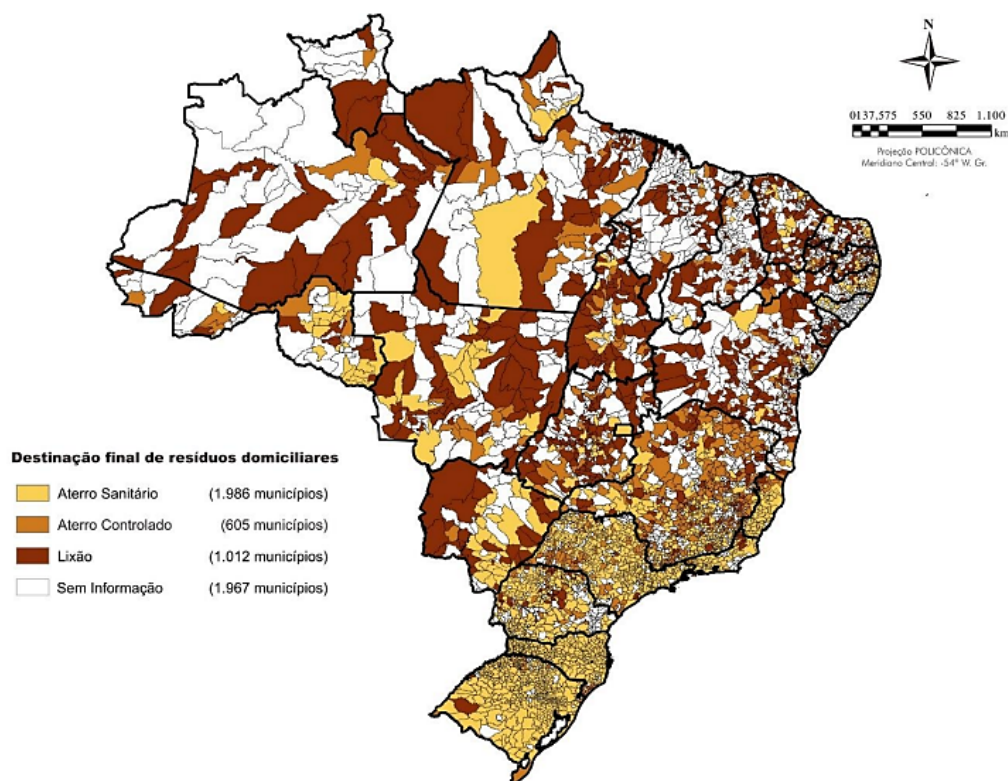 N
0137,575 550 825 1.100
km
Projeção POLICÔNICA
Meridiano Central: -54° W. Gr.
Destinação final de resíduos domiciliares
Aterro Sanitário (1.986 municípios)
Aterro Controlado (605 municípios)
Lixão (1.012 municípios)
Sem Informação (1.967 municípios)